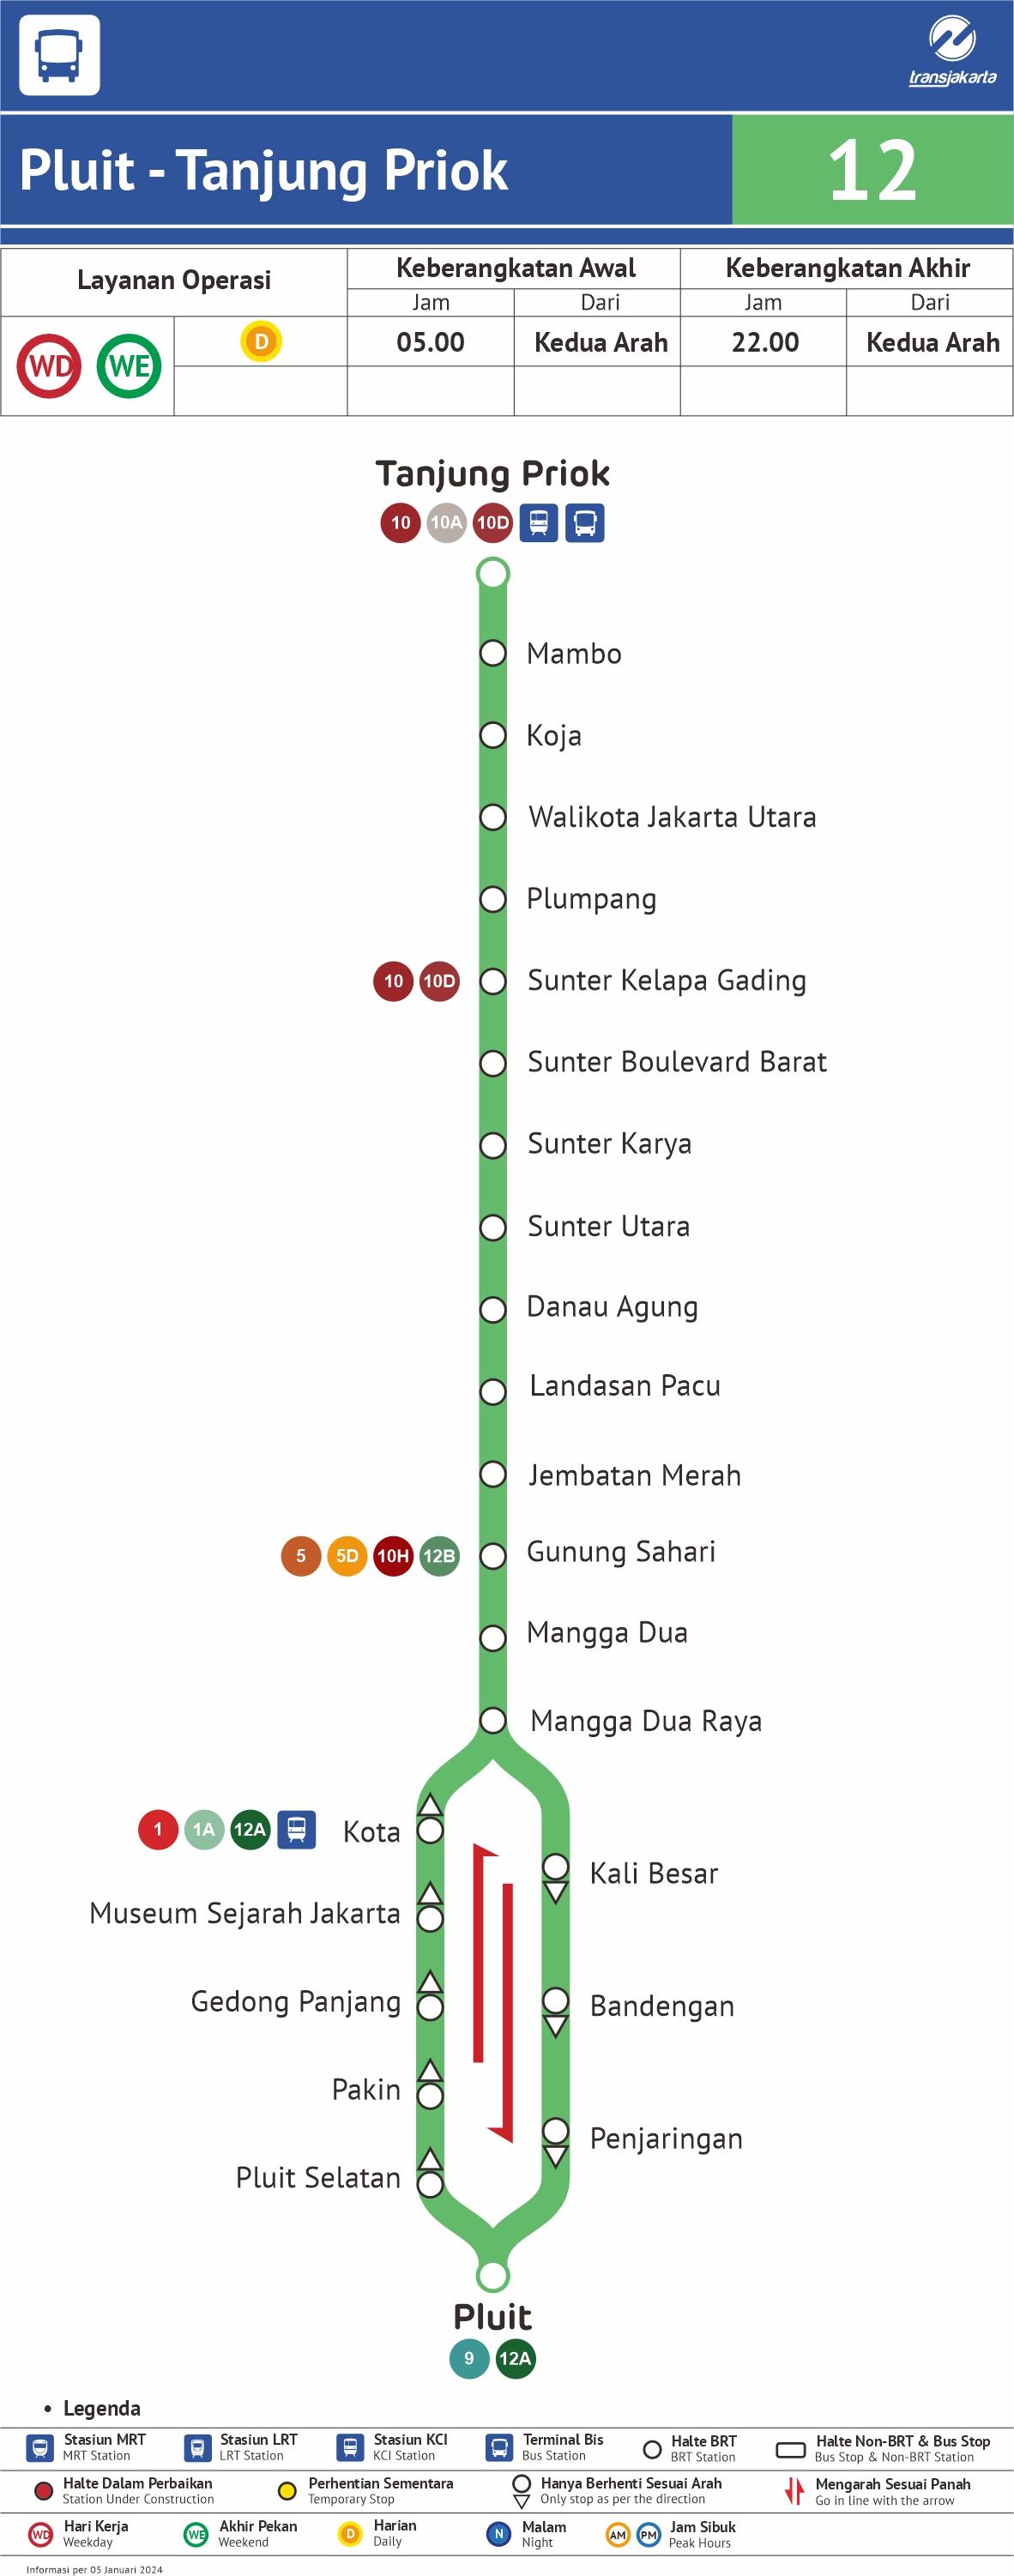 transjakarta
Pluit - Tanjung Priok
12
Layanan Operasi
Keberangkatan Awal
Keberangkatan Akhir
Jam
Dari
Jam
Dari
WD WE
D
05.00
Kedua Arah
22.00
Kedua Arah
Tanjung Priok
10 10A 10D
Mambo
Koja
Walikota Jakarta Utara
Plumpang
10 10D Sunter Kelapa Gading
Sunter Boulevard Barat
Sunter Karya
Sunter Utara
Danau Agung
Landasan Pacu
Jembatan Merah
5 5D 10H 12B Gunung Sahari
Mangga Dua
Mangga Dua Raya
1 1A 12A Kota
Kali Besar
Museum Sejarah Jakarta
Gedong Panjang
Bandengan
Pakin
Penjaringan
Pluit Selatan
Pluit
9 12A
• Legenda
Stasiun MRT
MRT Station
Stasiun LRT
LRT Station
Stasiun KCI
KCI Station
Terminal Bis
Bus Station
Halte BRT
BRT Station
Halte Non-BRT & Bus Stop
Bus Stop & Non-BRT Station
Halte Dalam Perbaikan
Station Under Construction
Perhentian Sementara
Temporary Stop
Hanya Berhenti Sesuai Arah
Only stop as per the direction
Mengarah Sesuai Panah
Go in line with the arrow
WD Hari Kerja
Weekday
WE Akhir Pekan
Weekend
D Harian
Daily
N Malam
Night
AM PM Jam Sibuk
Peak Hours
Informasi per 05 Januari 2024